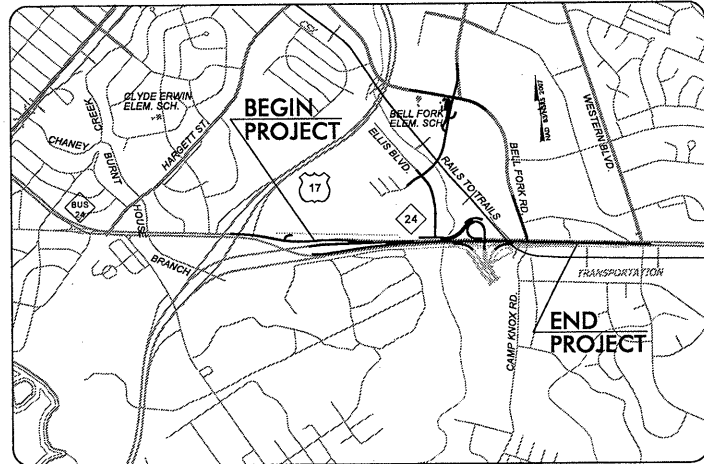 CLYDE ERWIN
ELEM. SCH.
BEGIN
PROJECT
HARGETT ST.
CHANEY
CREEK
BURNT
HOUSE
BRANCH
BUS
24
17
24
ELLIS BLVD.
BELL FORK
ELEM. SCH.
RAILS TO TRAILS
BELL FORK RD.
WESTERN BLVD.
TRANSPORTATION
CAMP KNOX RD.
END
PROJECT